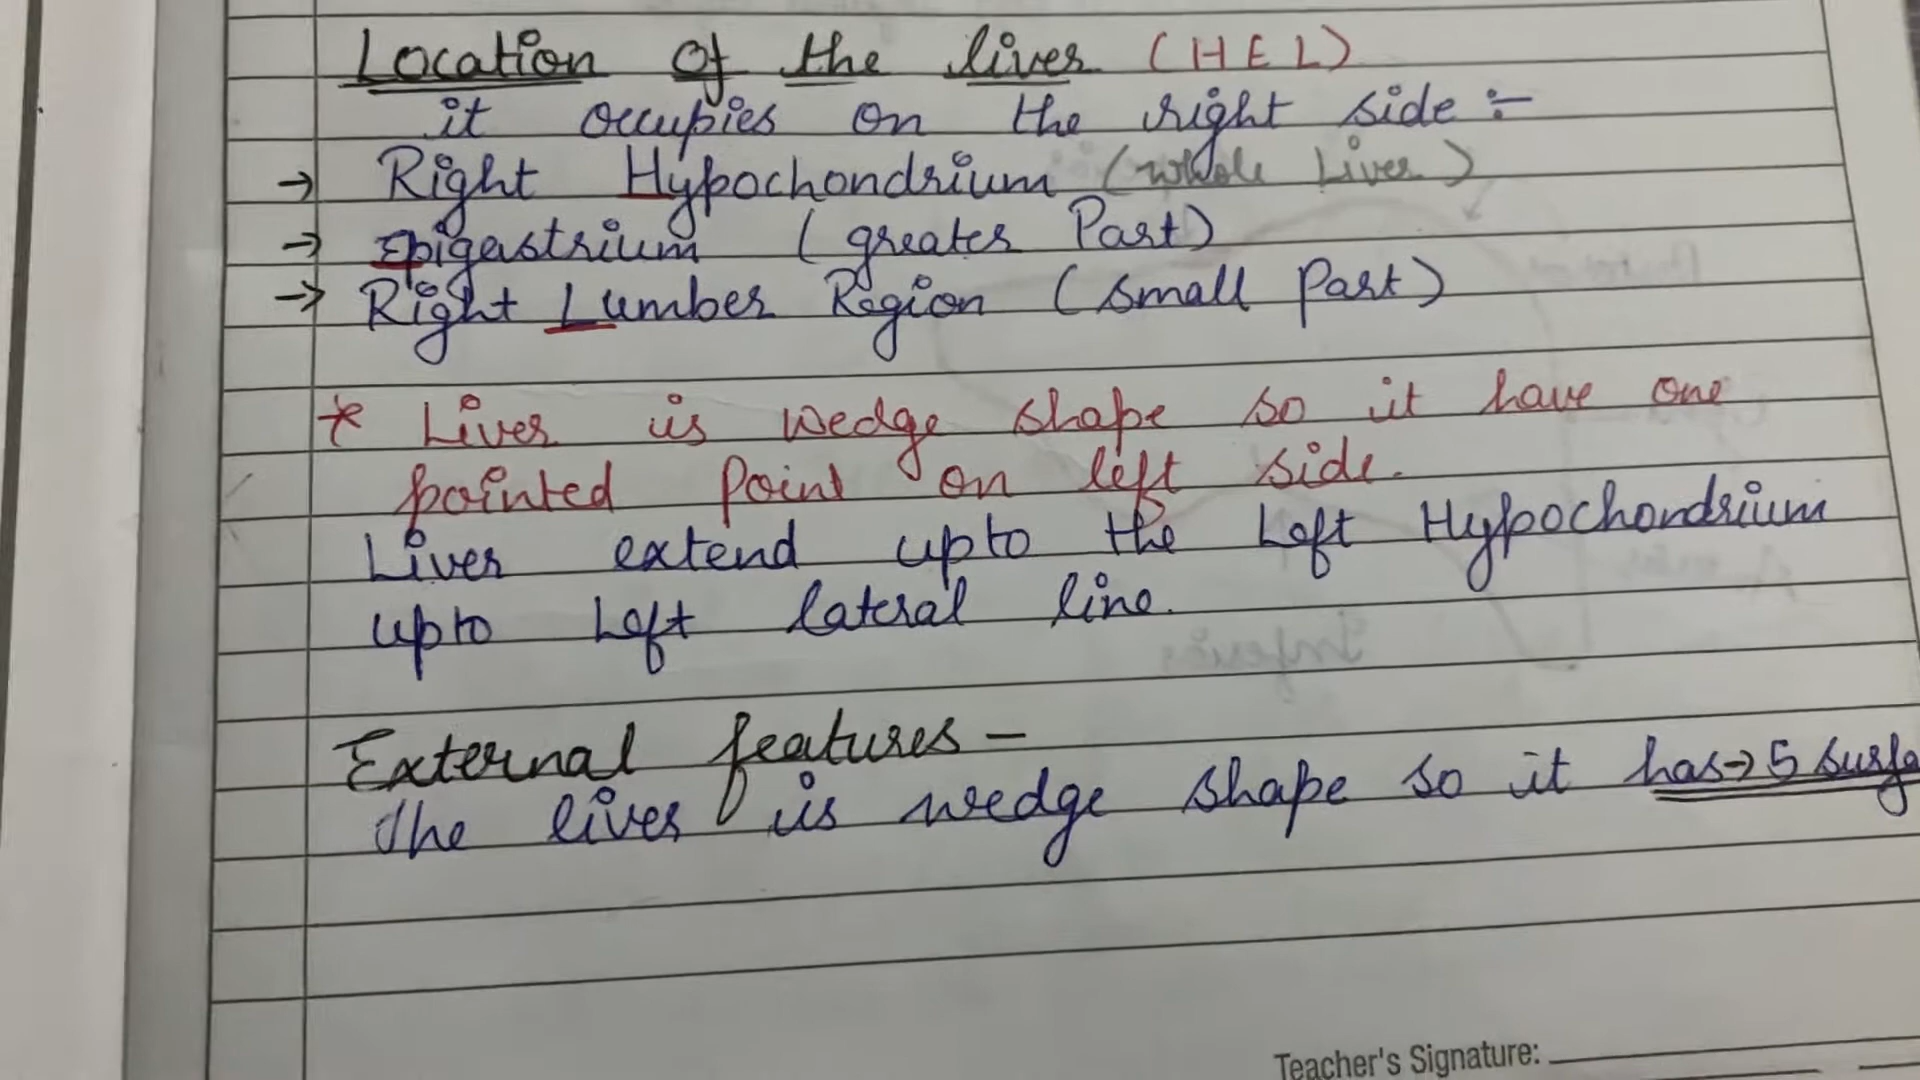 Location of the liver (HEL)
it occupies on the right side :-
→ Right Hypochondrium (whole Liver)
→ Epigastrium (greater Part)
→ Right Lumber Region (small Part)
* Liver is wedge shape so it have one
pointed Point on left side.
Liver extend upto the Left Hypochondrium
upto Left lateral line.
External features -
The liver is wedge shape so it has→ 5 surfa
Teacher's Signature: